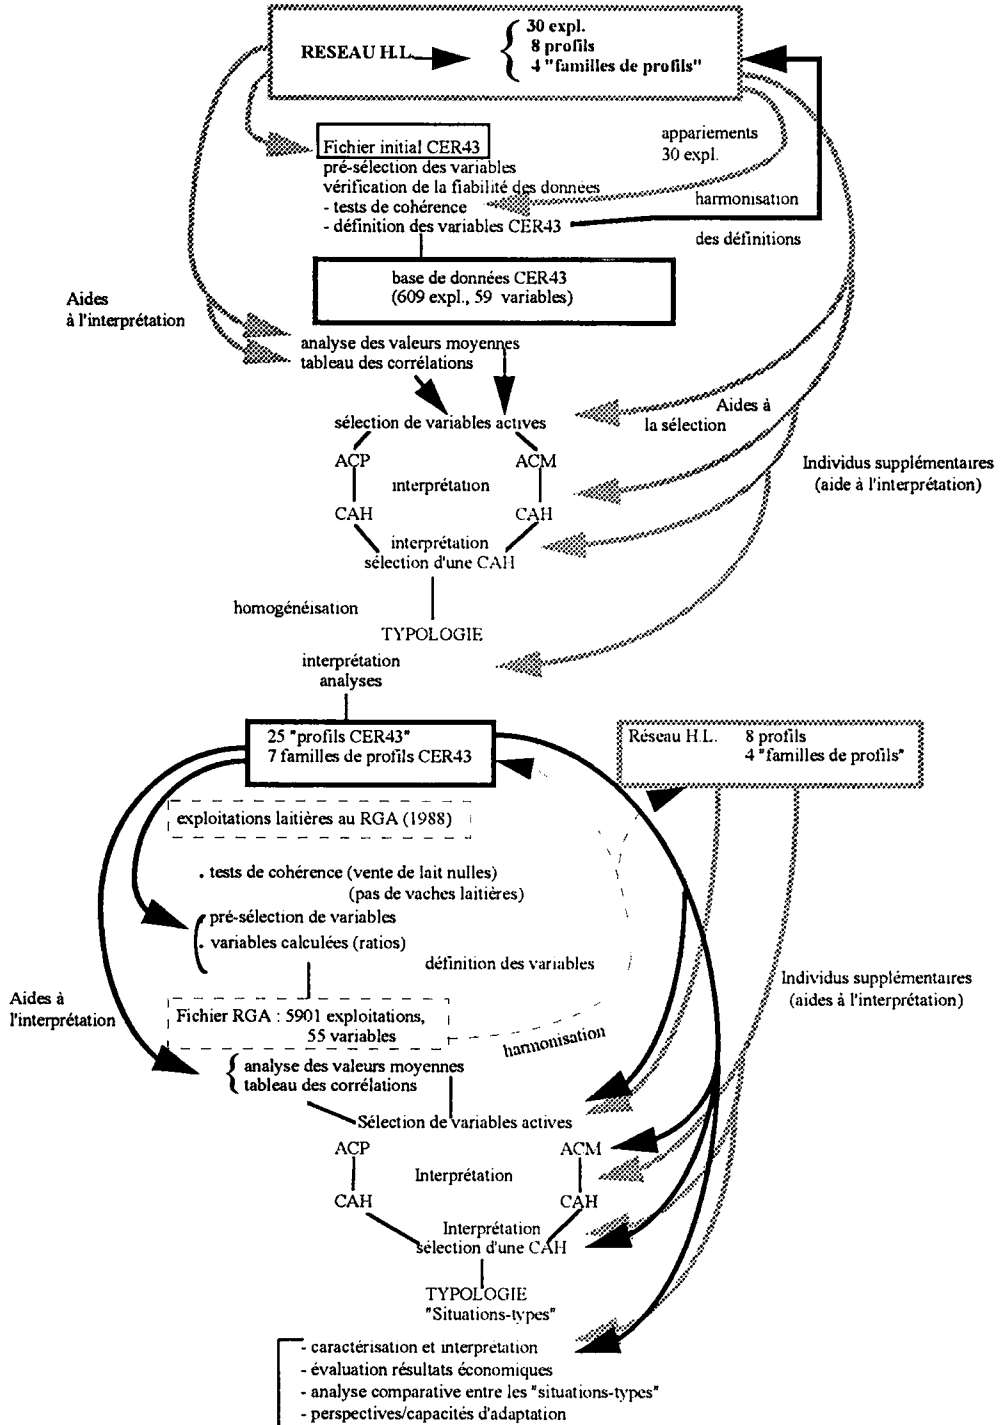 RESEAU H.L.
30 expl.
8 profils
4 "familles de profils"
Fichier initial CER43
pré-sélection des variables
vérification de la fiabilité des données
- tests de cohérence
- définition des variables CER43
appariements
30 expl.
harmonisation
des définitions
base de données CER43
(609 expl., 59 variables)
Aides
à l'interprétation
analyse des valeurs moyennes
tableau des corrélations
sélection de variables actives
Aides à
la sélection
ACP
ACM
interprétation
CAH
CAH
Individus supplémentaires
(aide à l'interprétation)
interprétation
sélection d'une CAH
homogénéisation
TYPOLOGIE
interprétation
analyses
25 "profils CER43"
7 familles de profils CER43
Réseau H.L. 8 profils
4 "familles de profils"
exploitations laitières au RGA (1988)
. tests de cohérence (vente de lait nulles)
(pas de vaches laitières)
. pré-sélection de variables
. variables calculées (ratios)
définition des variables
Individus supplémentaires
(aides à l'interprétation)
Aides à
l'interprétation
Fichier RGA : 5901 exploitations,
55 variables
harmonisation
analyse des valeurs moyennes
tableau des corrélations
Sélection de variables actives
ACP
ACM
Interprétation
CAH
CAH
Interprétation
sélection d'une CAH
TYPOLOGIE
"Situations-types"
- caractérisation et interprétation
- évaluation résultats économiques
- analyse comparative entre les "situations-types"
- perspectives/capacités d'adaptation